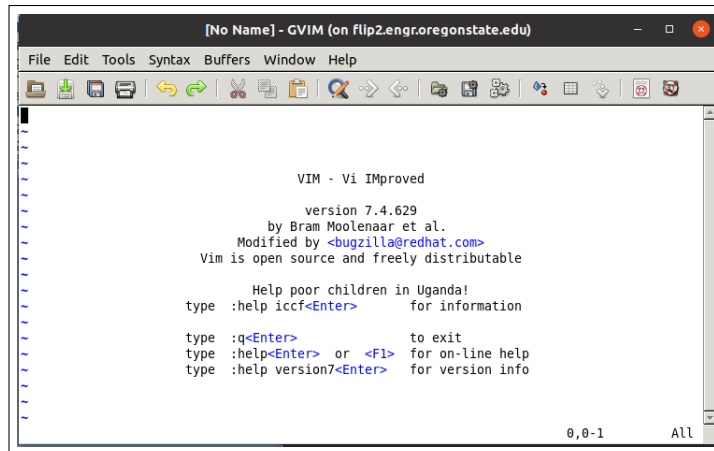 [No Name] - GVIM (on flip2.engr.oregonstate.edu)
File Edit Tools Syntax Buffers Window Help
~
~
~
~ VIM - Vi IMproved
~
~ version 7.4.629
~ by Bram Moolenaar et al.
~ Modified by <bugzilla@redhat.com>
~ Vim is open source and freely distributable
~
~ Help poor children in Uganda!
~ type :help iccf<Enter> for information
~
~ type :q<Enter> to exit
~ type :help<Enter> or <F1> for on-line help
~ type :help version7<Enter> for version info
~
~
~
0,0-1 All